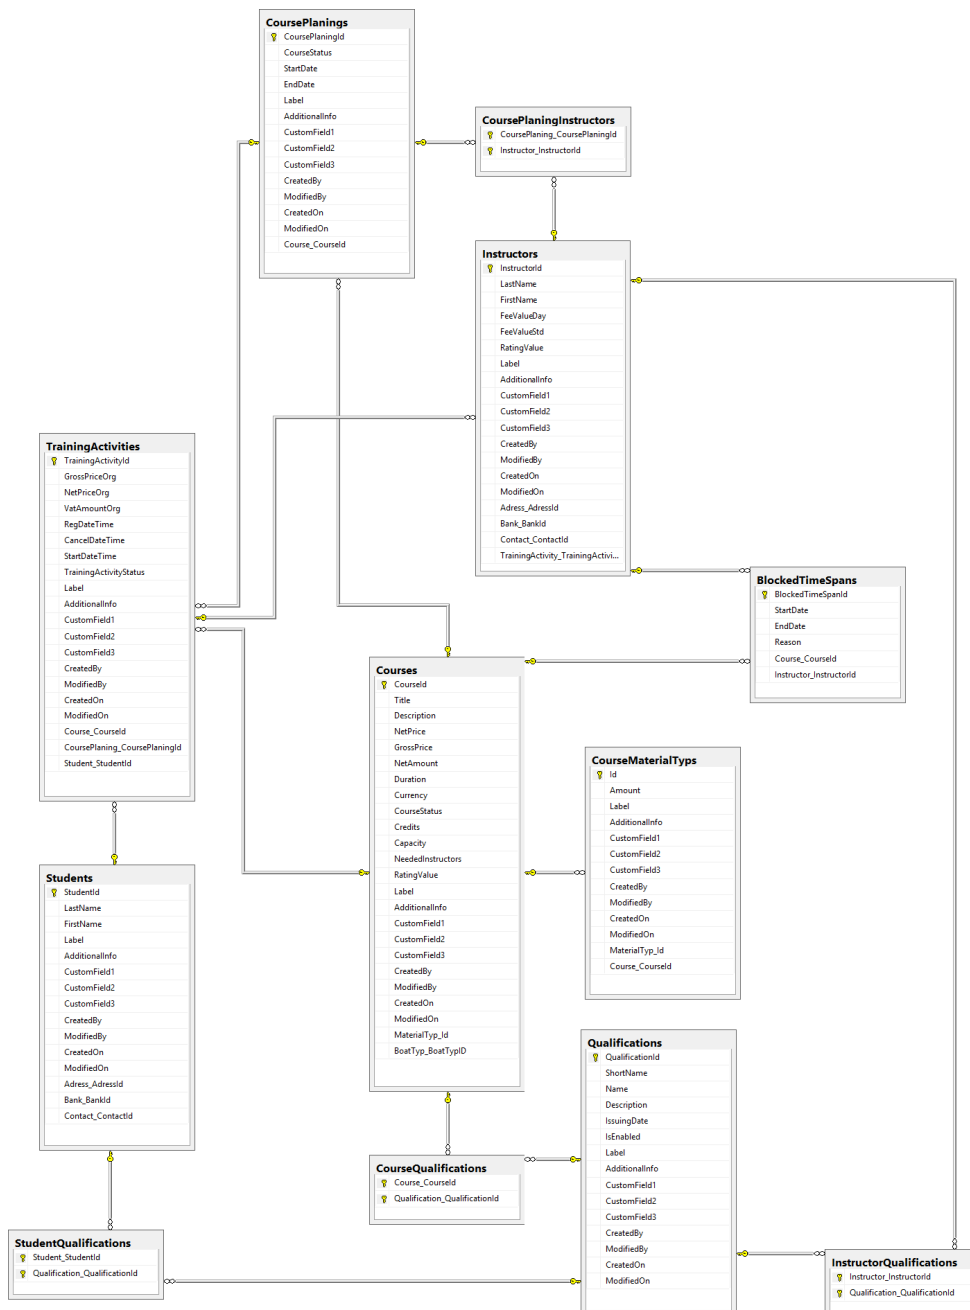 CoursePlanings
CoursePlaningId
CourseStatus
StartDate
EndDate
Label
AdditionalInfo
CustomField1
CustomField2
CustomField3
CreatedBy
ModifiedBy
CreatedOn
ModifiedOn
Course_CourseId
CoursePlaningInstructors
CoursePlaning_CoursePlaningId
Instructor_InstructorId
Instructors
InstructorId
LastName
FirstName
FeeValueDay
FeeValueStd
RatingValue
Label
AdditionalInfo
CustomField1
CustomField2
CustomField3
CreatedBy
ModifiedBy
CreatedOn
ModifiedOn
Adress_AdressId
Bank_BankId
Contact_ContactId
TrainingActivity_TrainingActivi...
TrainingActivities
TrainingActivityId
GrossPriceOrg
NetPriceOrg
VatAmountOrg
RegDateTime
CancelDateTime
StartDateTime
TrainingActivityStatus
Label
AdditionalInfo
CustomField1
CustomField2
CustomField3
CreatedBy
ModifiedBy
CreatedOn
ModifiedOn
Course_CourseId
CoursePlaning_CoursePlaningId
Student_StudentId
BlockedTimeSpans
BlockedTimeSpanId
StartDate
EndDate
Reason
Course_CourseId
Instructor_InstructorId
Courses
CourseId
Title
Description
NetPrice
GrossPrice
NetAmount
Duration
Currency
CourseStatus
Credits
Capacity
NeededInstructors
RatingValue
Label
AdditionalInfo
CustomField1
CustomField2
CustomField3
CreatedBy
ModifiedBy
CreatedOn
ModifiedOn
MaterialTyp_Id
BoatTyp_BoatTypID
CourseMaterialTyps
Id
Amount
Label
AdditionalInfo
CustomField1
CustomField2
CustomField3
CreatedBy
ModifiedBy
CreatedOn
ModifiedOn
MaterialTyp_Id
Course_CourseId
Students
StudentId
LastName
FirstName
Label
AdditionalInfo
CustomField1
CustomField2
CustomField3
CreatedBy
ModifiedBy
CreatedOn
ModifiedOn
Adress_AdressId
Bank_BankId
Contact_ContactId
Qualifications
QualificationId
ShortName
Name
Description
IssuingDate
IsEnabled
Label
AdditionalInfo
CustomField1
CustomField2
CustomField3
CreatedBy
ModifiedBy
CreatedOn
ModifiedOn
CourseQualifications
Course_CourseId
Qualification_QualificationId
StudentQualifications
Student_StudentId
Qualification_QualificationId
InstructorQualifications
Instructor_InstructorId
Qualification_QualificationId